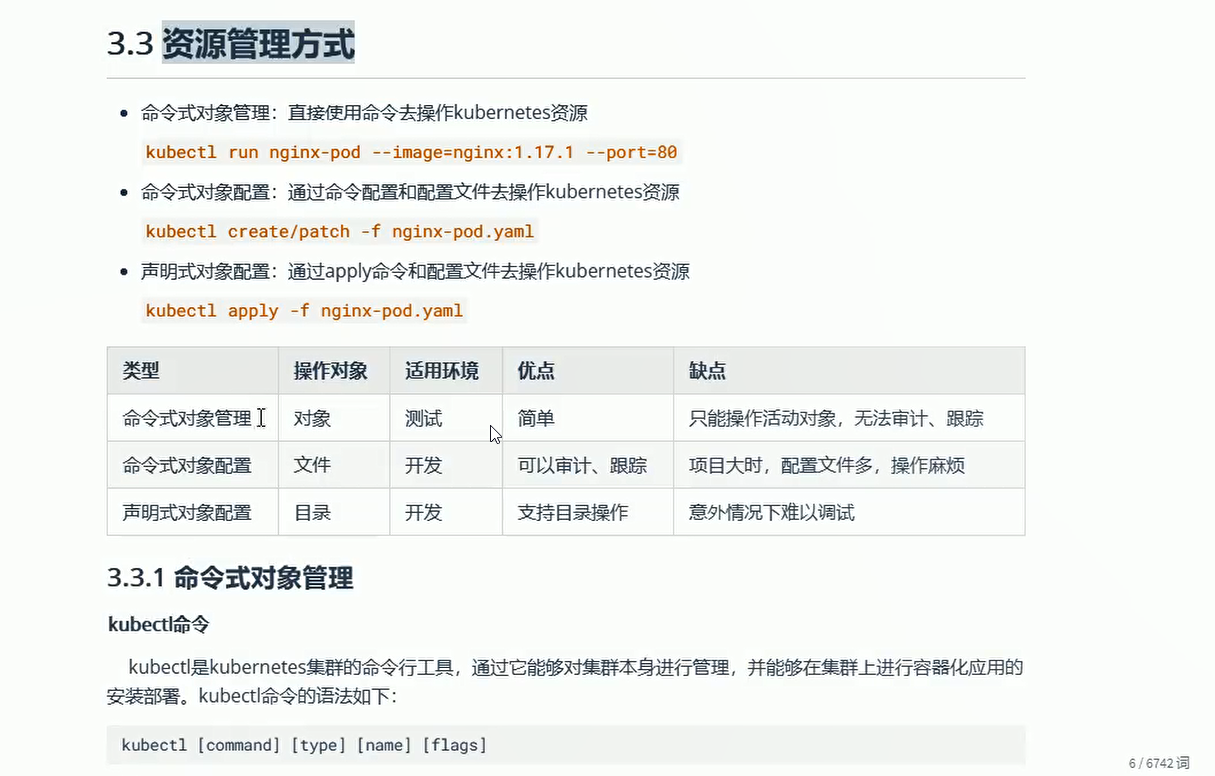 3.3 资源管理方式
命令式对象管理：直接使用命令去操作kubernetes资源
kubectl run nginx-pod --image=nginx:1.17.1 --port=80
命令式对象配置：通过命令配置和配置文件去操作kubernetes资源
kubectl create/patch -f nginx-pod.yaml
声明式对象配置：通过apply命令和配置文件去操作kubernetes资源
kubectl apply -f nginx-pod.yaml
类型 操作对象 适用环境 优点 缺点
命令式对象管理 对象 测试 简单 只能操作活动对象，无法审计、跟踪
命令式对象配置 文件 开发 可以审计、跟踪 项目大时，配置文件多，操作麻烦
声明式对象配置 目录 开发 支持目录操作 意外情况下难以调试
3.3.1 命令式对象管理
kubectl命令
kubectl是kubernetes集群的命令行工具，通过它能够对集群本身进行管理，并能够在集群上进行容器化应用的
安装部署。kubectl命令的语法如下：
kubectl [command] [type] [name] [flags]
6 / 6742 词